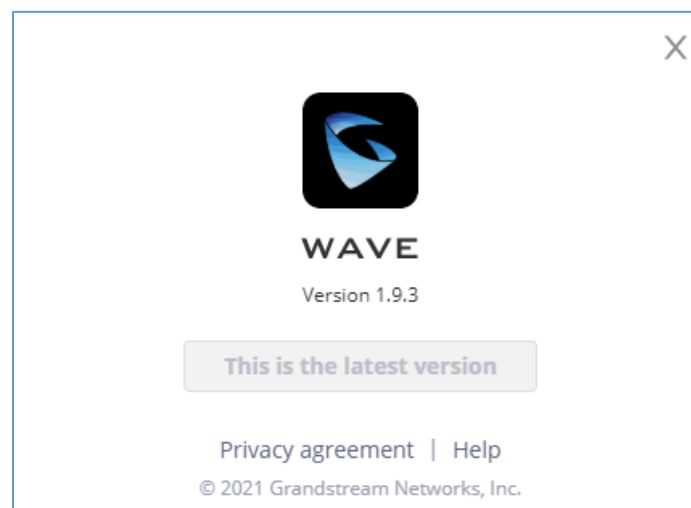 X
WAVE
Version 1.9.3
This is the latest version
Privacy agreement | Help
© 2021 Grandstream Networks, Inc.